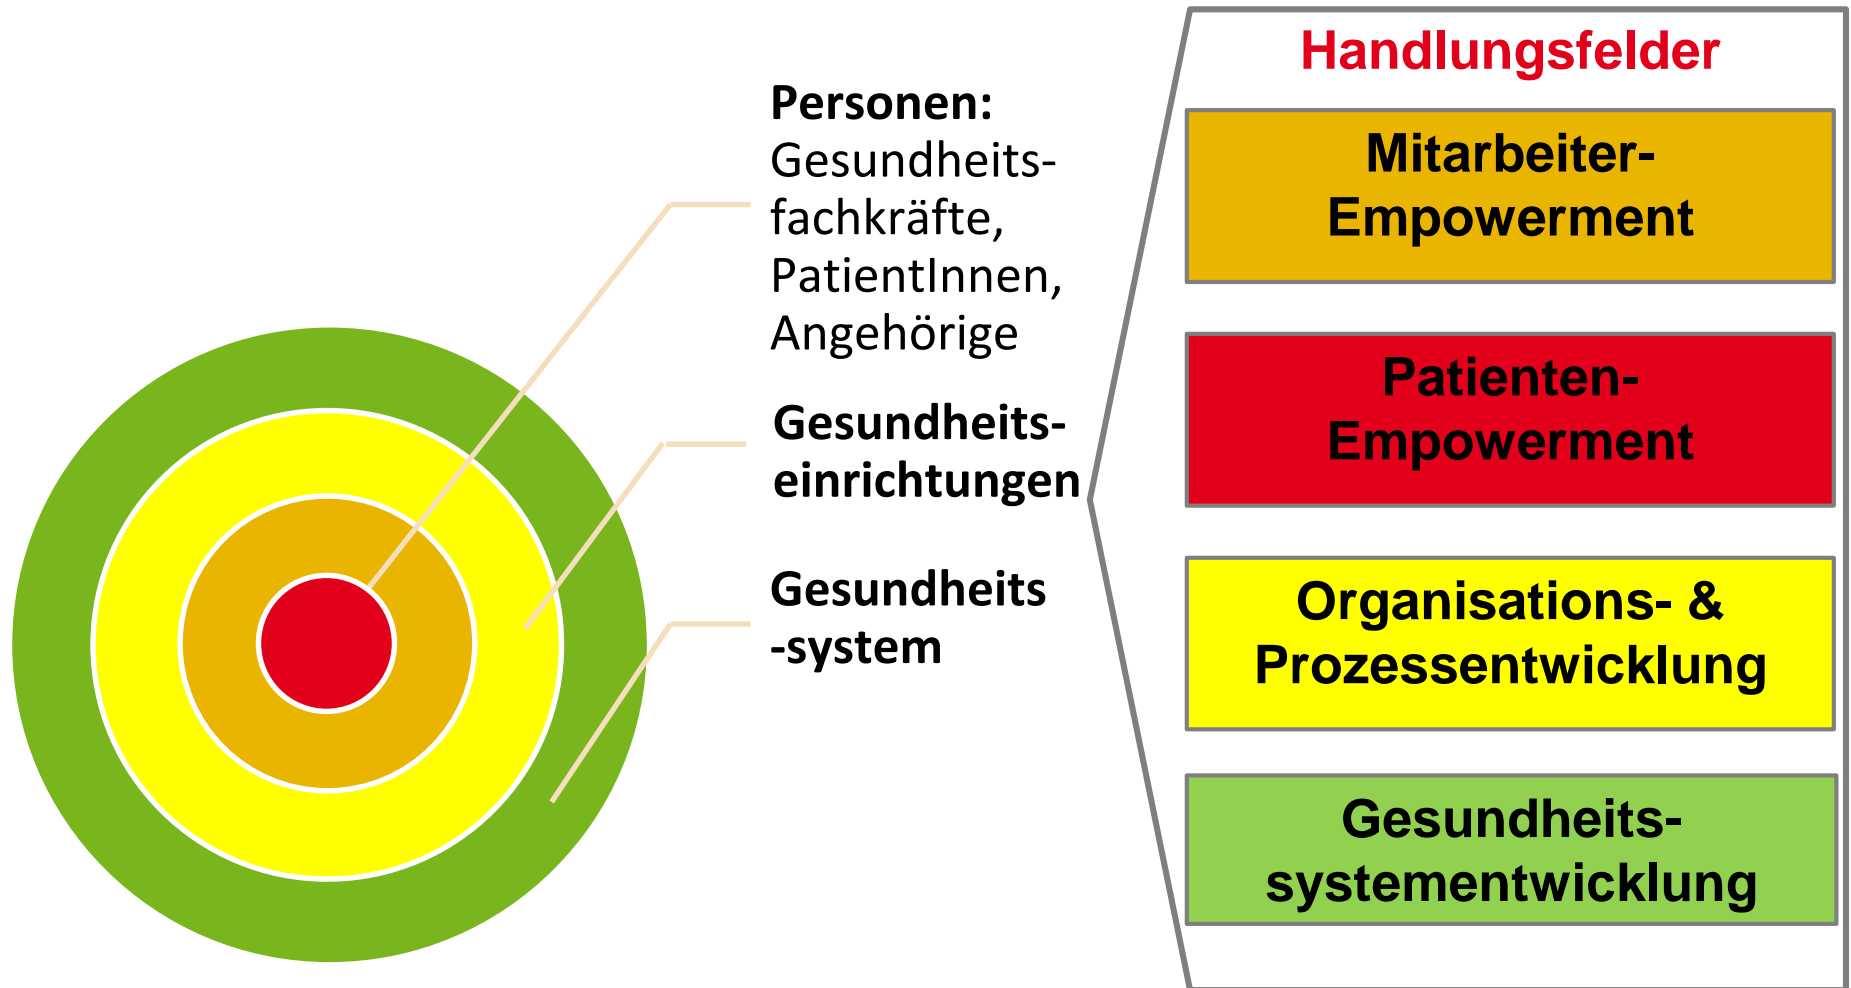 Personen:
Gesundheits-
fachkräfte,
PatientInnen,
Angehörige
Gesundheits-
einrichtungen
Gesundheits
-system
Handlungsfelder
Mitarbeiter-
Empowerment
Patienten-
Empowerment
Organisations- &
Prozessentwicklung
Gesundheits-
systementwicklung